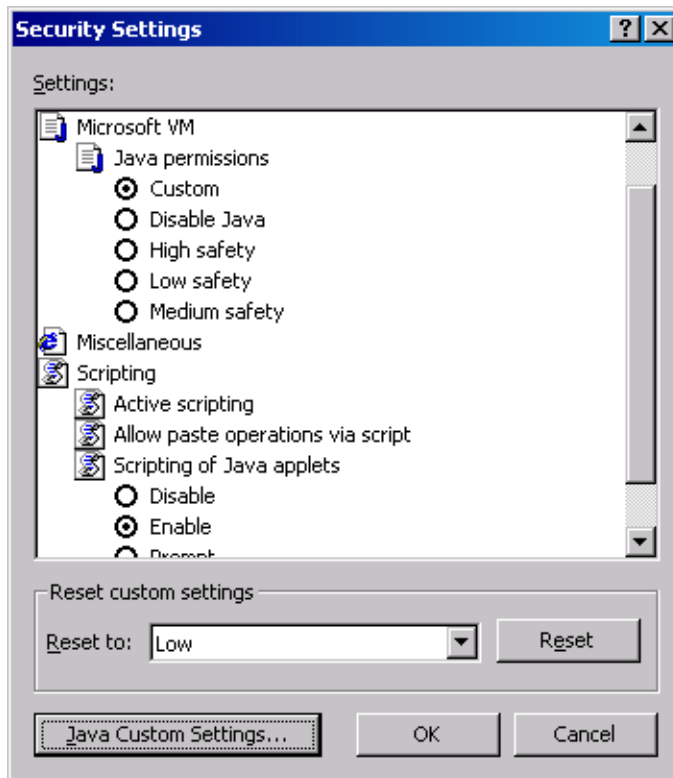 Security Settings
Settings:
Microsoft VM
Java permissions
Custom
Disable Java
High safety
Low safety
Medium safety
Miscellaneous
Scripting
Active scripting
Allow paste operations via script
Scripting of Java applets
Disable
Enable
Prompt
Reset custom settings
Reset to: Low Reset
Java Custom Settings... OK Cancel